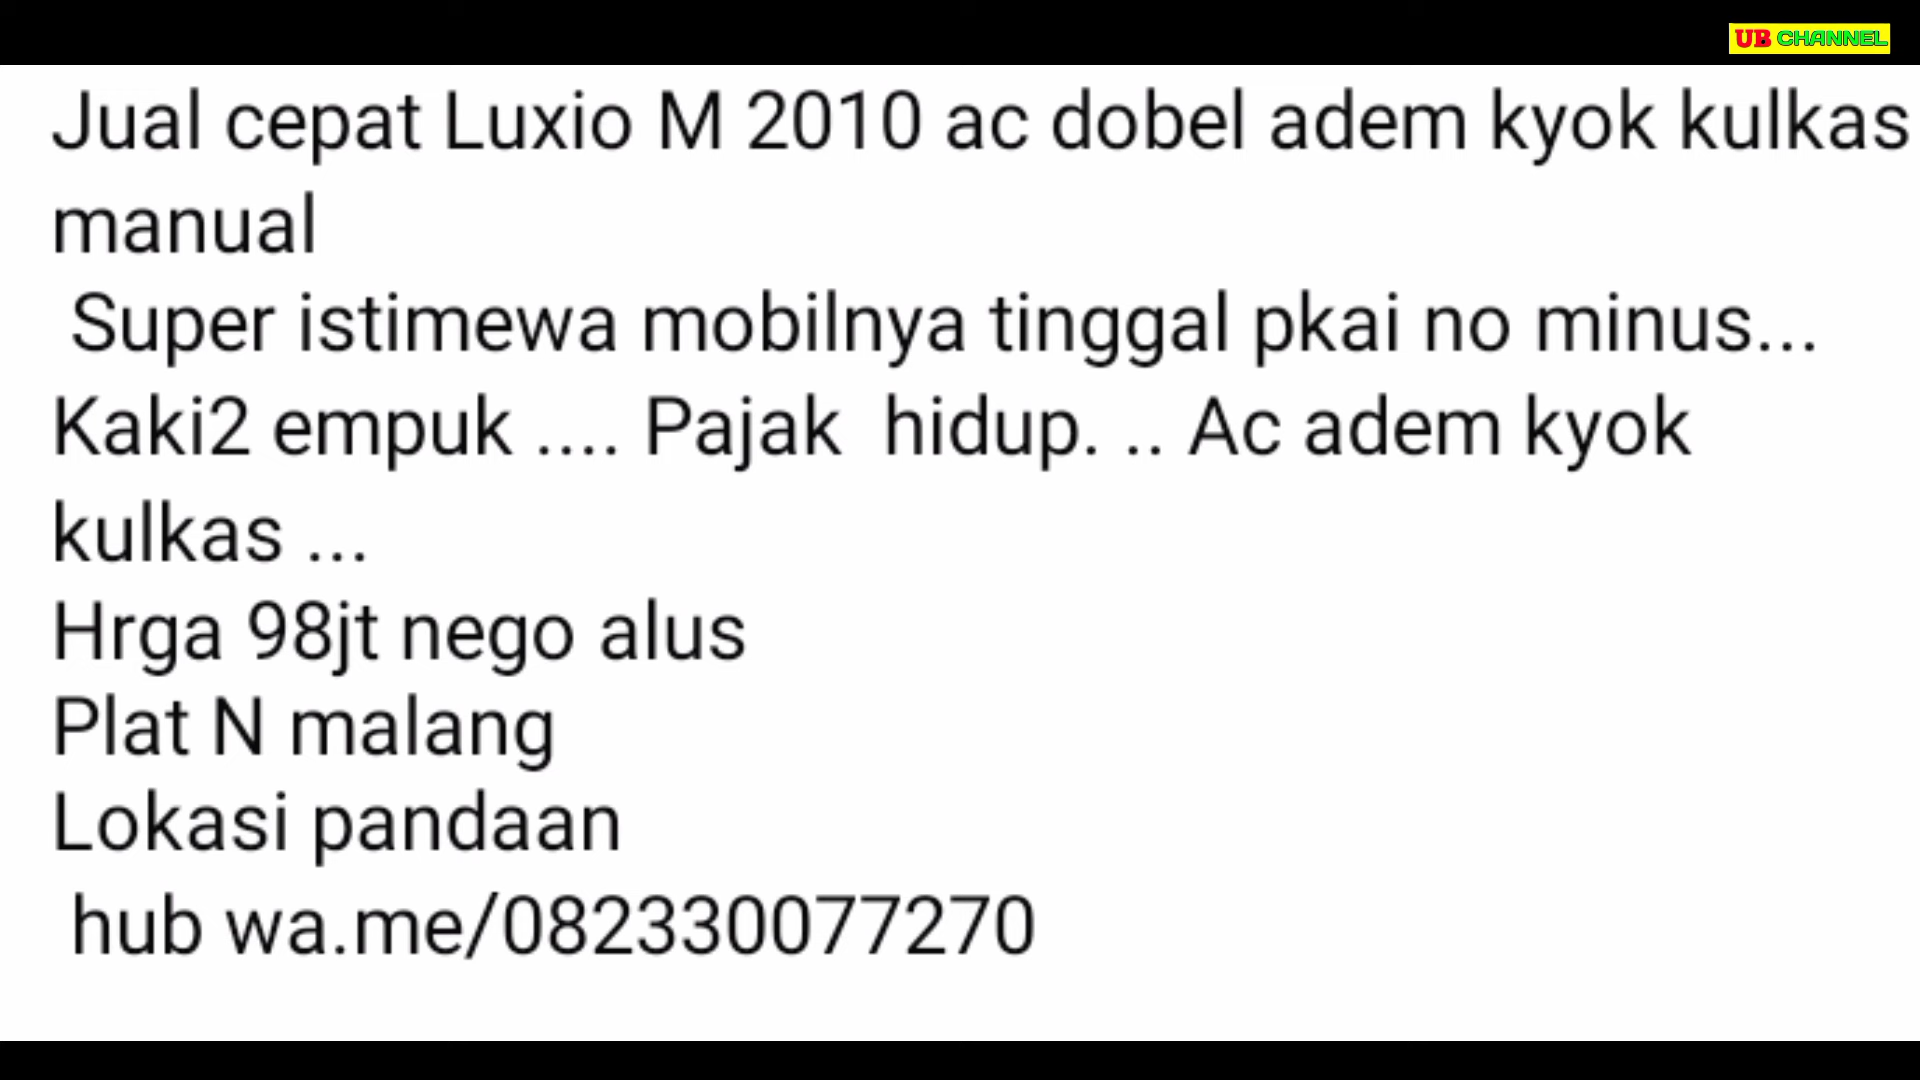 UB CHANNEL
Jual cepat Luxio M 2010 ac dobel adem kyok kulkas
manual
Super istimewa mobilnya tinggal pkai no minus...
Kaki2 empuk .... Pajak  hidup. .. Ac adem kyok
kulkas ...
Hrga 98jt nego alus
Plat N malang
Lokasi pandaan
hub wa.me/082330077270